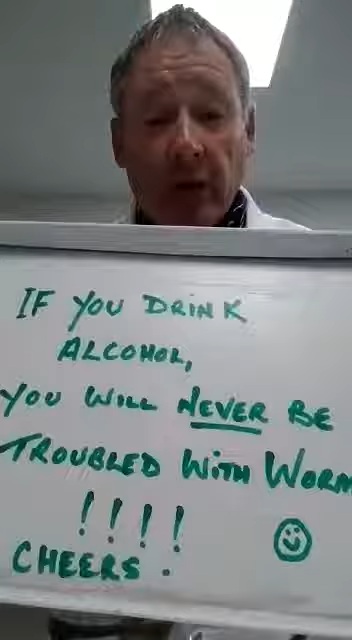 IF YOU DRINK
ALCOHOL,
YOU WILL NEVER BE
TROUBLED WITH WORM
!!!!
CHEERS.